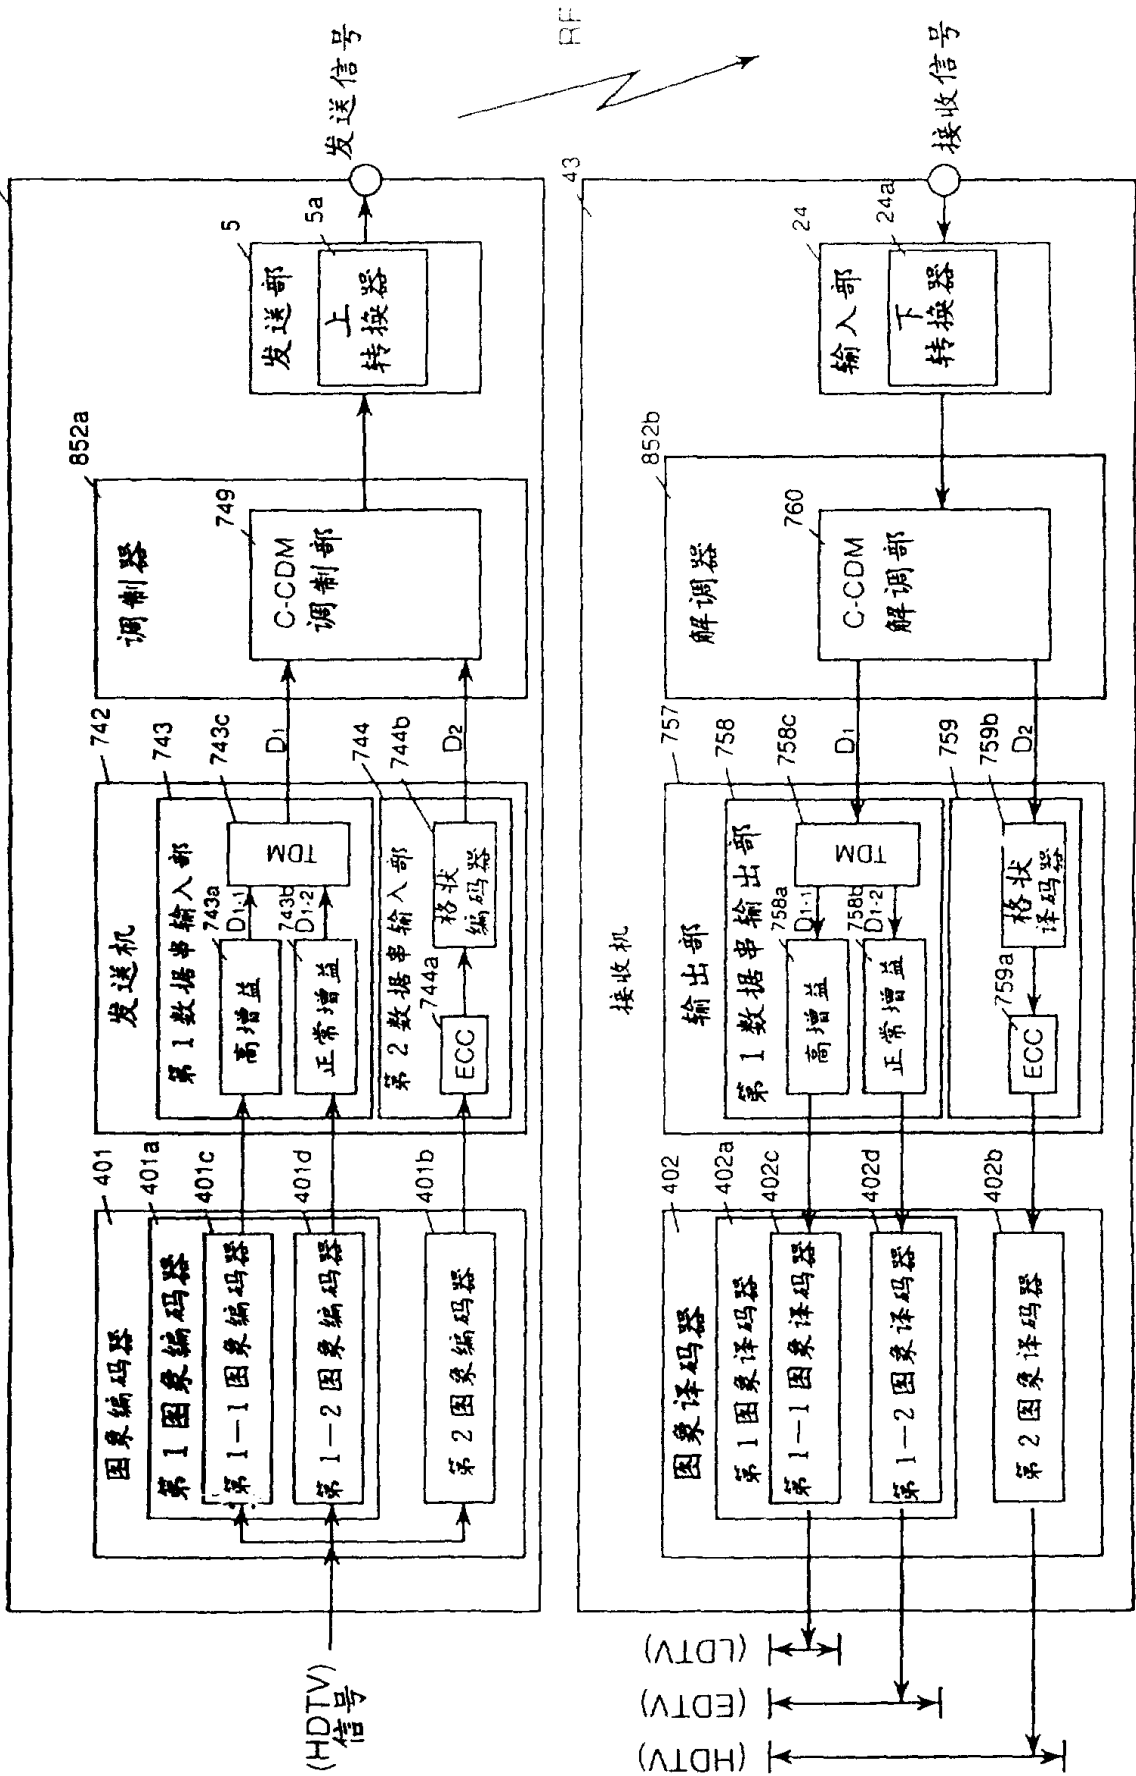 (HDTV)
信号
图象编码器
401
第1图象编码器
401a
第1—1图象编码器
401c
第1—2图象编码器
401d
第2图象编码器
401b
发送机
742
第1数据串输入部
743
高增益
743a
正常增益
743b
D1-1
D1-2
TDM
743c
第2数据串输入部
744
ECC
744a
格状
编码器
744b
D1
D2
调制器
852a
C-CDM
调制部
749
发送部
5
上
转换器
5a
发送信号
RF
接收信号
43
接收机
输入部
24
下
转换器
24a
解调器
852b
C-CDM
解调部
760
D1
D2
输出部
757
第1数据串输出部
758
TDM
758c
D1-1
D1-2
高增益
758a
正常增益
758b
759
格状
译码器
759b
ECC
759a
图象译码器
402
第1图象译码器
402a
第1—1图象译码器
402c
第1—2图象译码器
402d
第2图象译码器
402b
(LDTV)
(EDTV)
(HDTV)